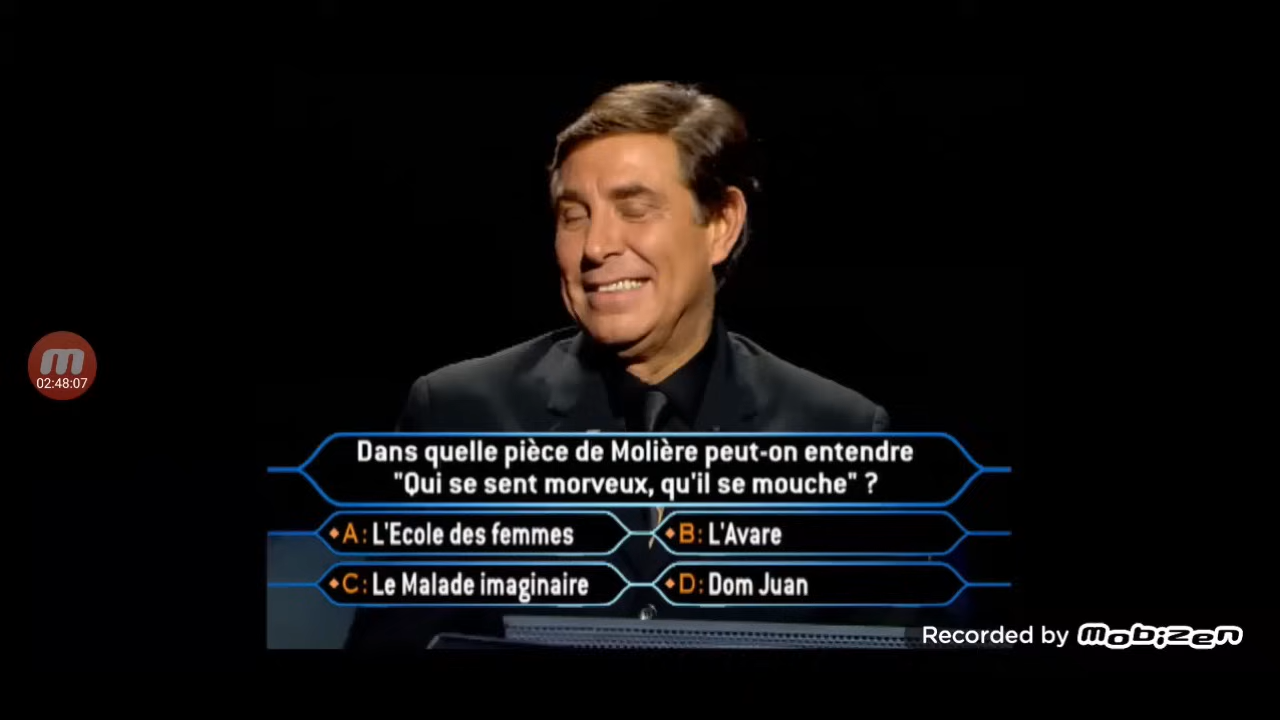 Dans quelle pièce de Molière peut-on entendre
"Qui se sent morveux, qu'il se mouche" ?
A: L'Ecole des femmes
B: L'Avare
C: Le Malade imaginaire
D: Dom Juan
02:48:07
Recorded by Mobizen